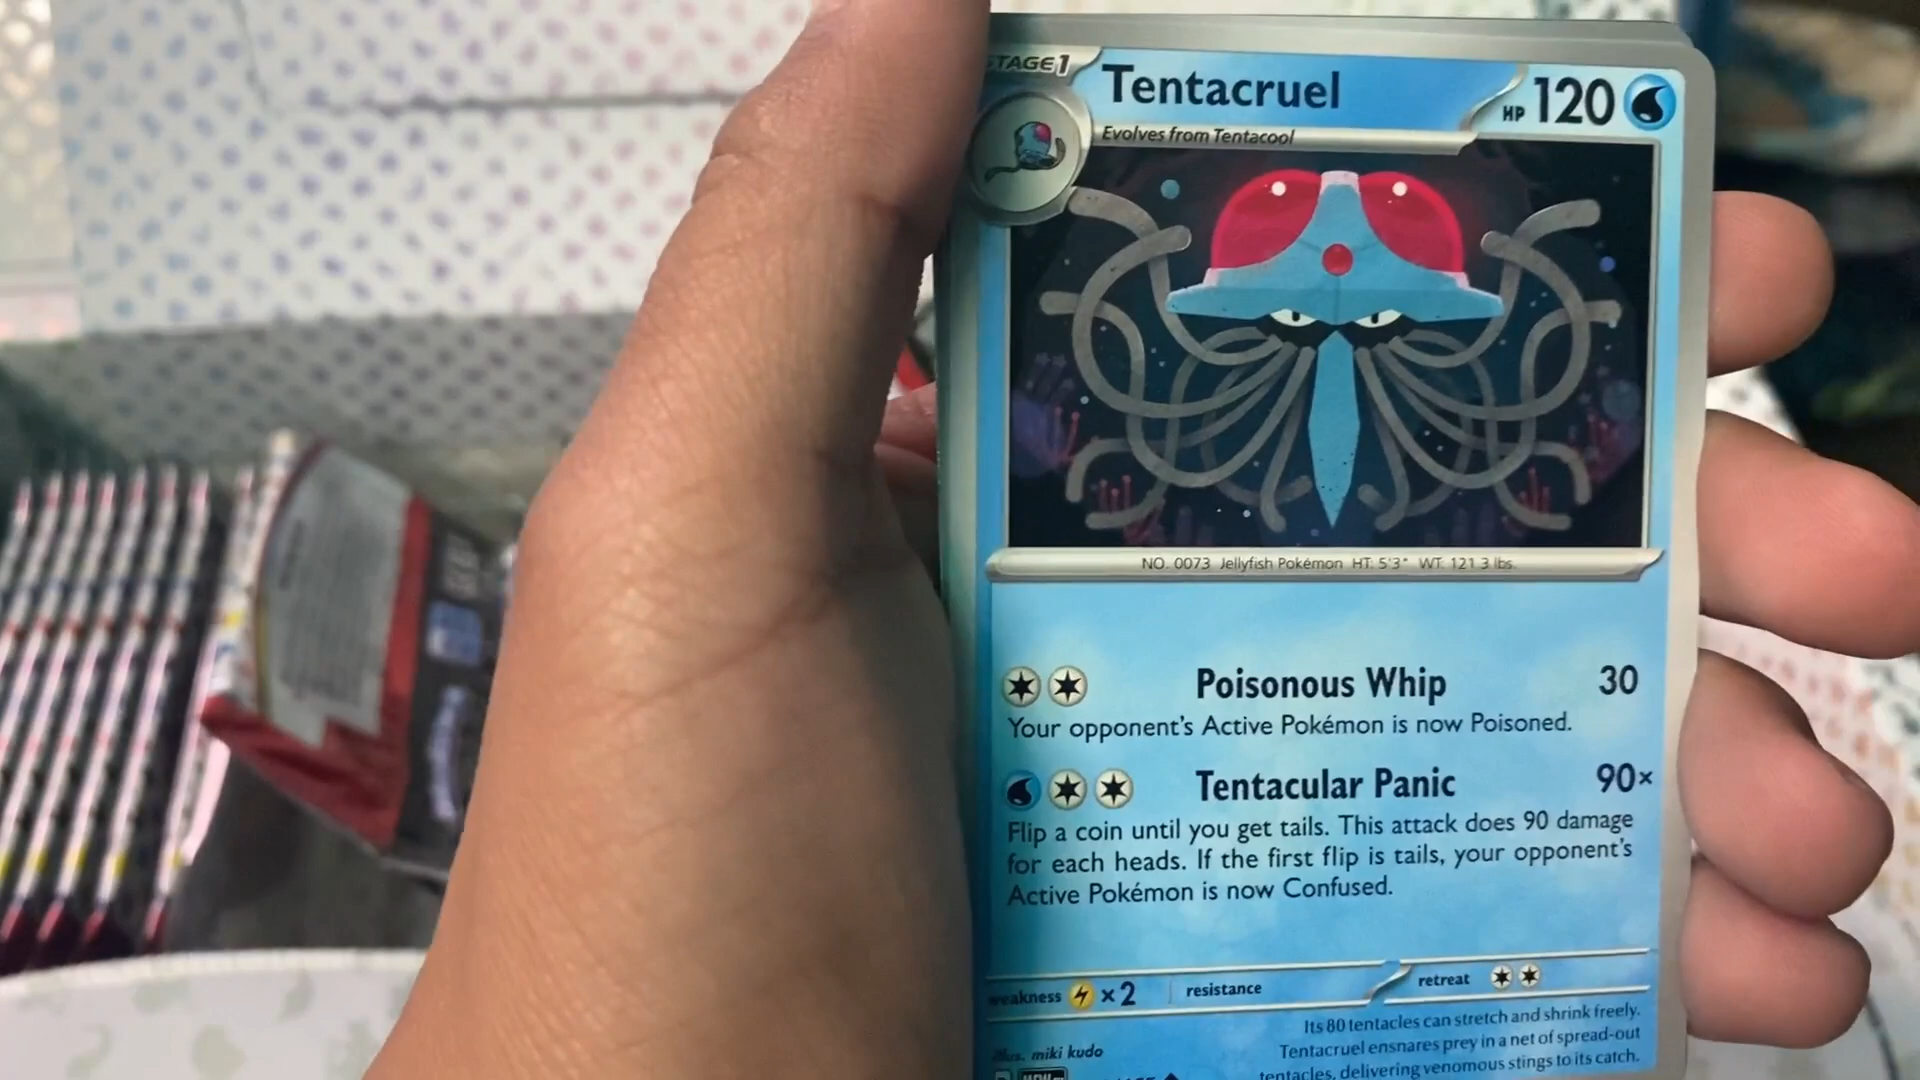 STAGE1
Tentacruel
HP 120
Evolves from Tentacool
NO. 0073 Jellyfish Pokémon HT: 5'3" WT: 121.3 lbs.
Poisonous Whip 30
Your opponent's Active Pokémon is now Poisoned.
Tentacular Panic 90×
Flip a coin until you get tails. This attack does 90 damage
for each heads. If the first flip is tails, your opponent's
Active Pokémon is now Confused.
weakness ×2 resistance retreat
Its 80 tentacles can stretch and shrink freely.
Tentacruel ensnares prey in a net of spread-out
tentacles, delivering venomous stings to its catch.
illus. miki kudo